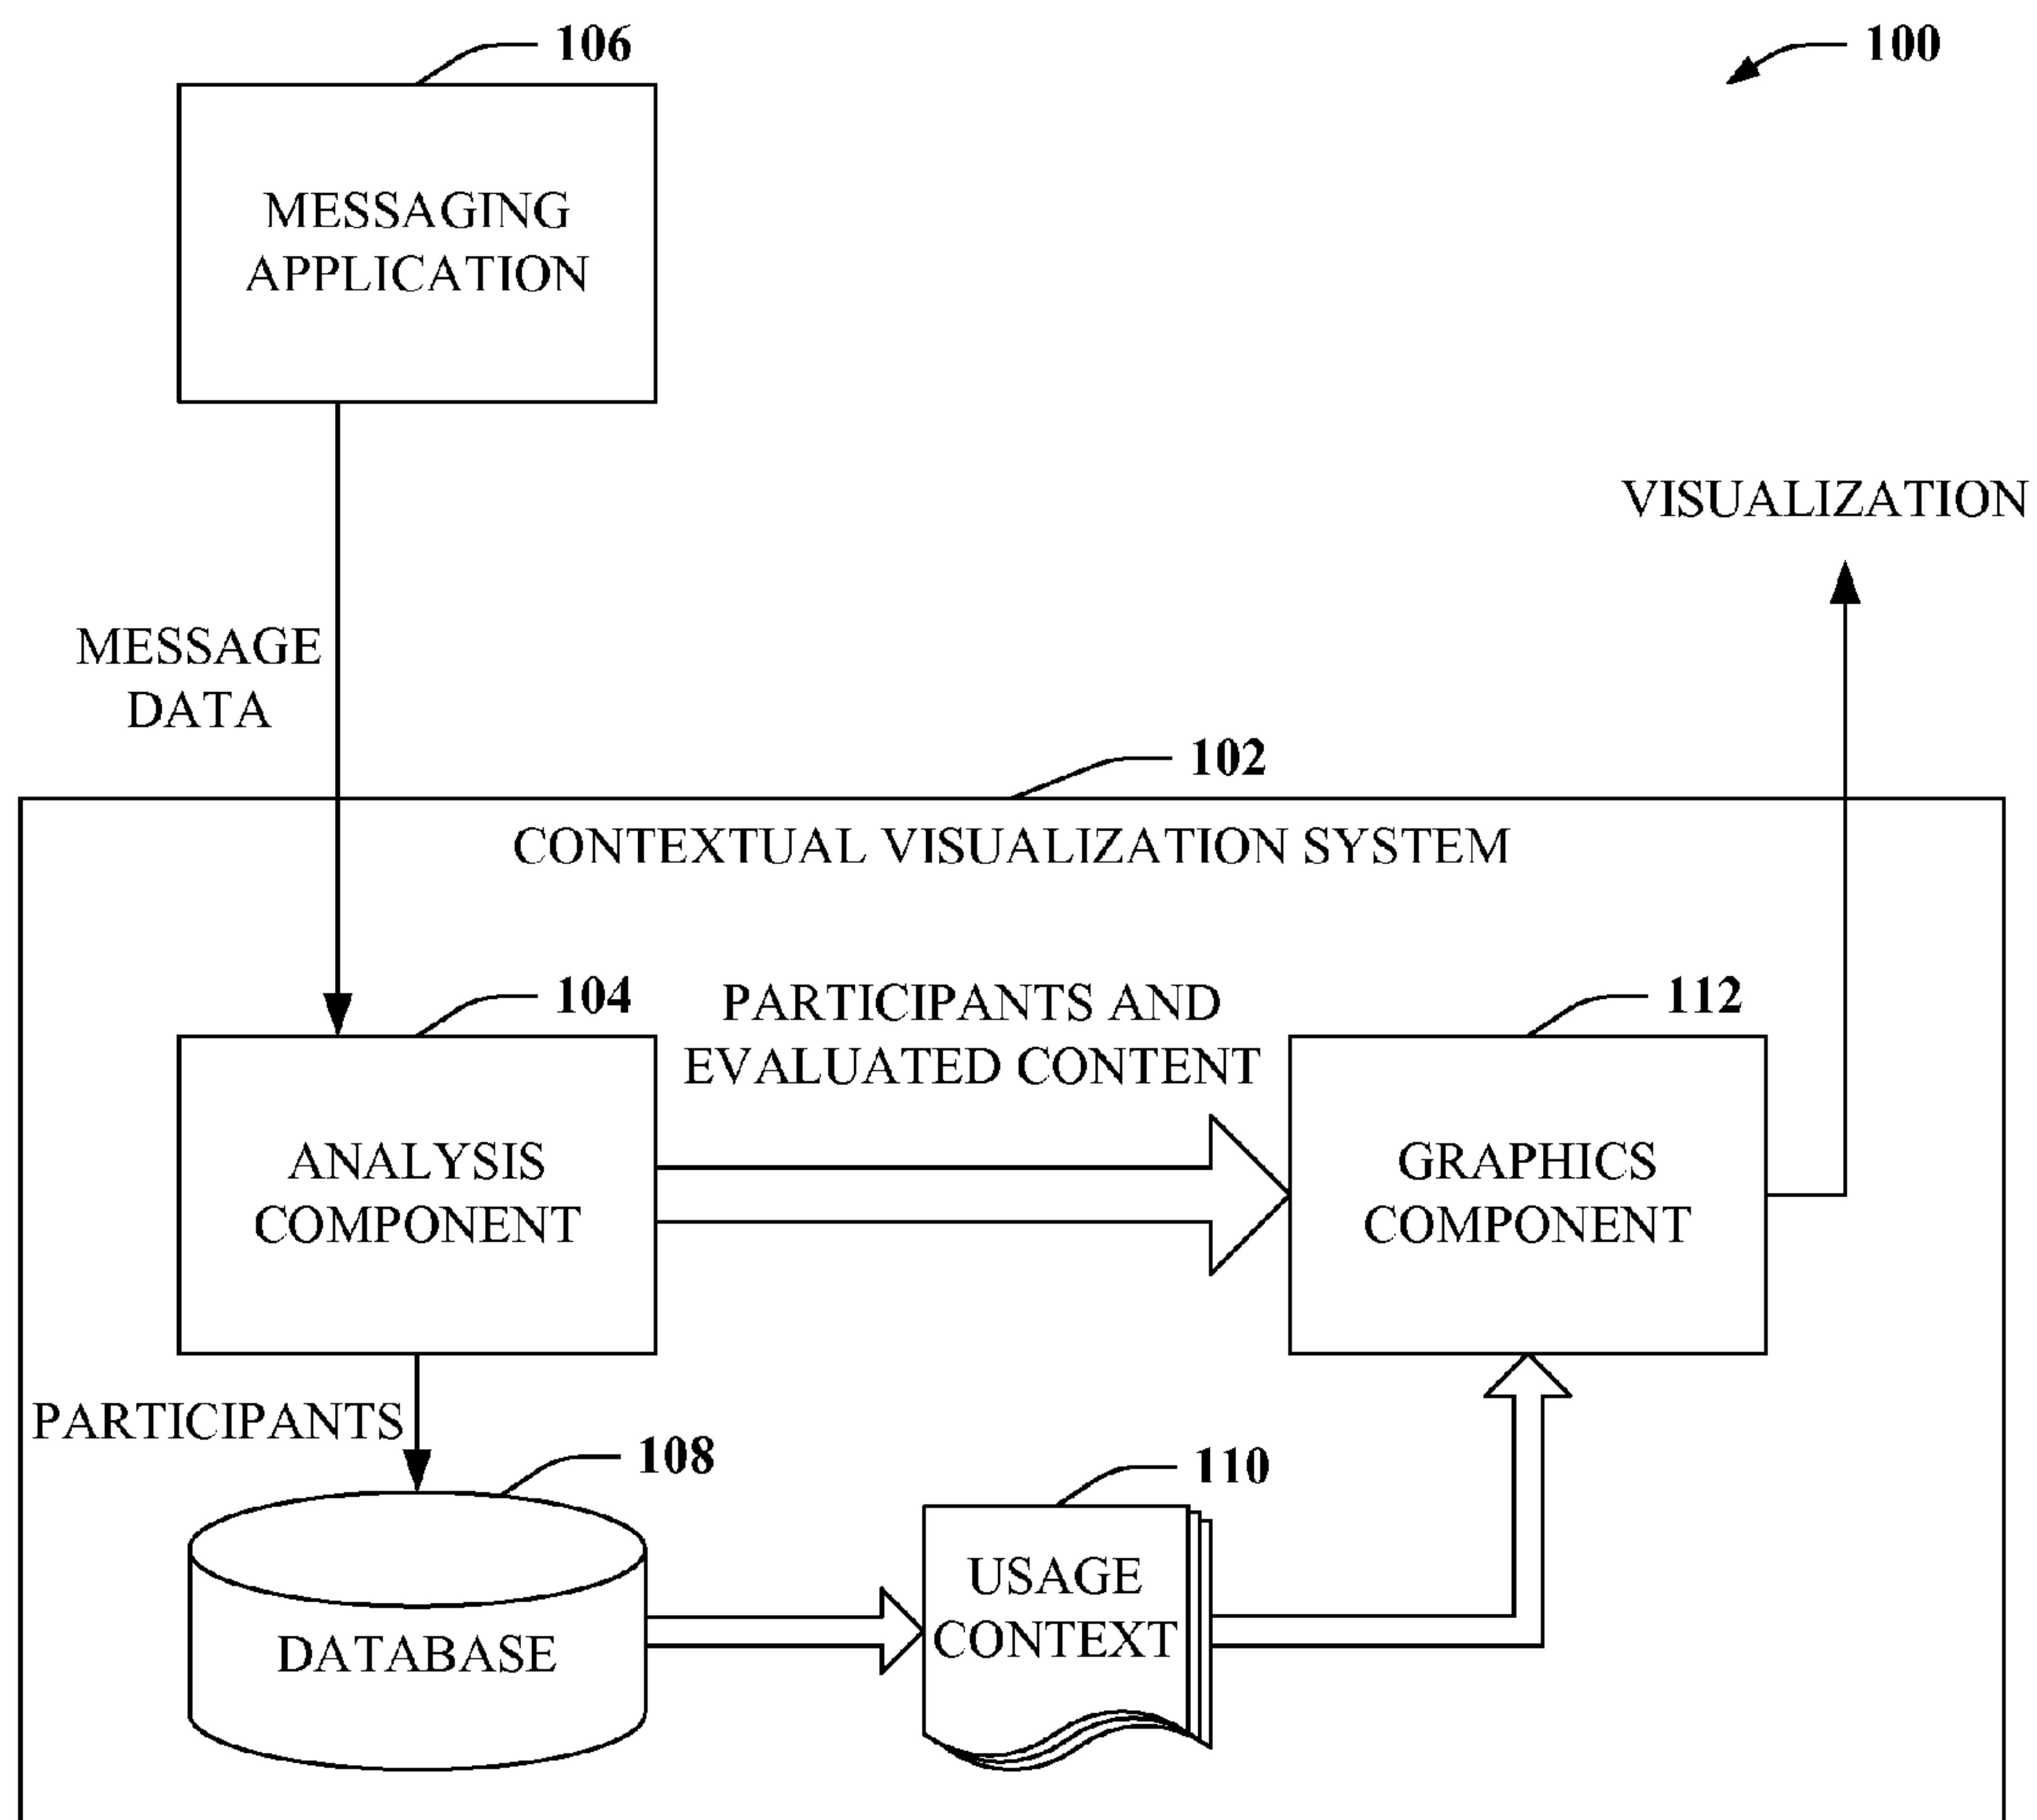 106
100
MESSAGING
APPLICATION
VISUALIZATION
MESSAGE
DATA
102
CONTEXTUAL VISUALIZATION SYSTEM
104
PARTICIPANTS AND
EVALUATED CONTENT
112
ANALYSIS
COMPONENT
GRAPHICS
COMPONENT
PARTICIPANTS
108
110
USAGE
CONTEXT
DATABASE